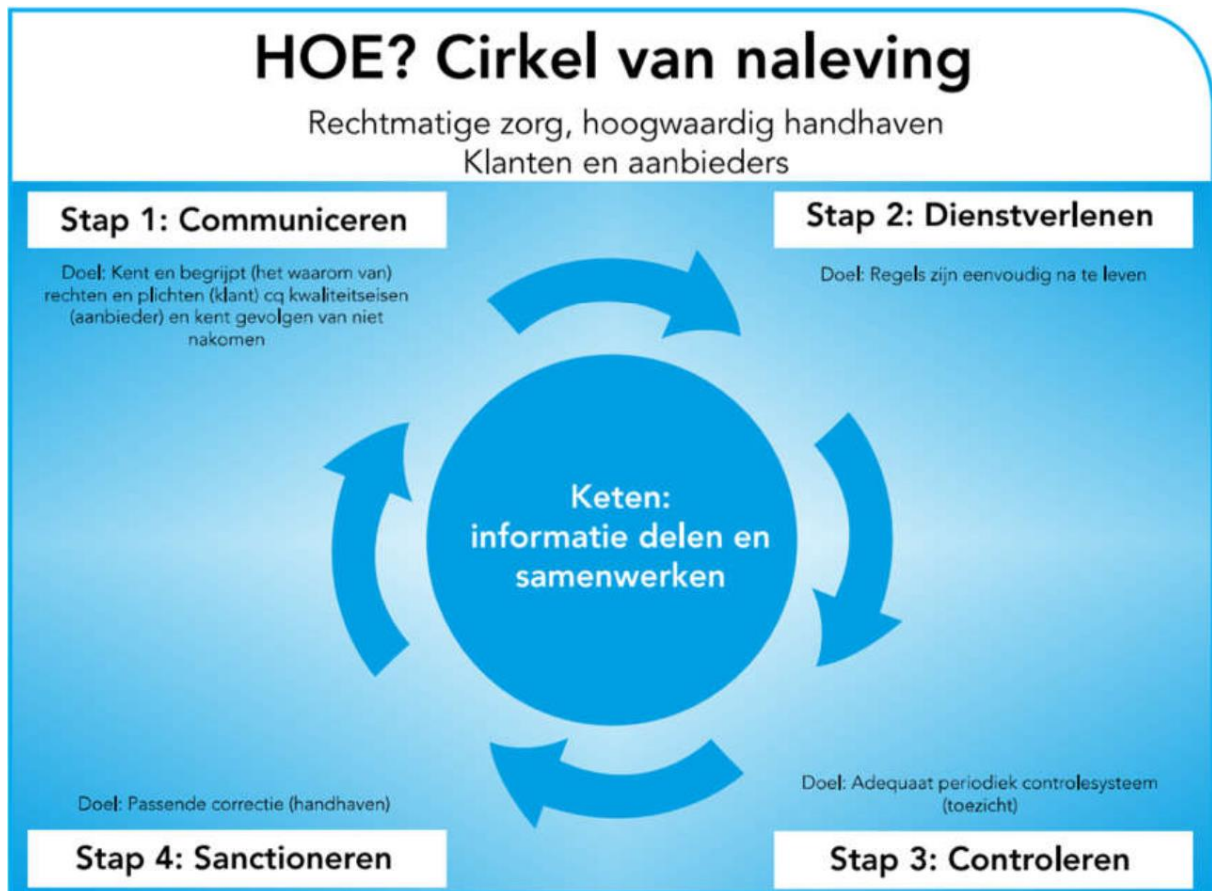 HOE? Cirkel van naleving
Rechtmatige zorg, hoogwaardig handhaven
Klanten en aanbieders
Stap 1: Communiceren
Doel: Kent en begrijpt (het waarom van)
rechten en plichten (klant) cq kwaliteitseisen
(aanbieder) en kent gevolgen van niet
nakomen
Stap 2: Dienstverlenen
Doel: Regels zijn eenvoudig na te leven
Keten:
informatie delen en
samenwerken
Doel: Adequaat periodiek controlesysteem
(toezicht)
Stap 3: Controleren
Doel: Passende correctie (handhaven)
Stap 4: Sanctioneren